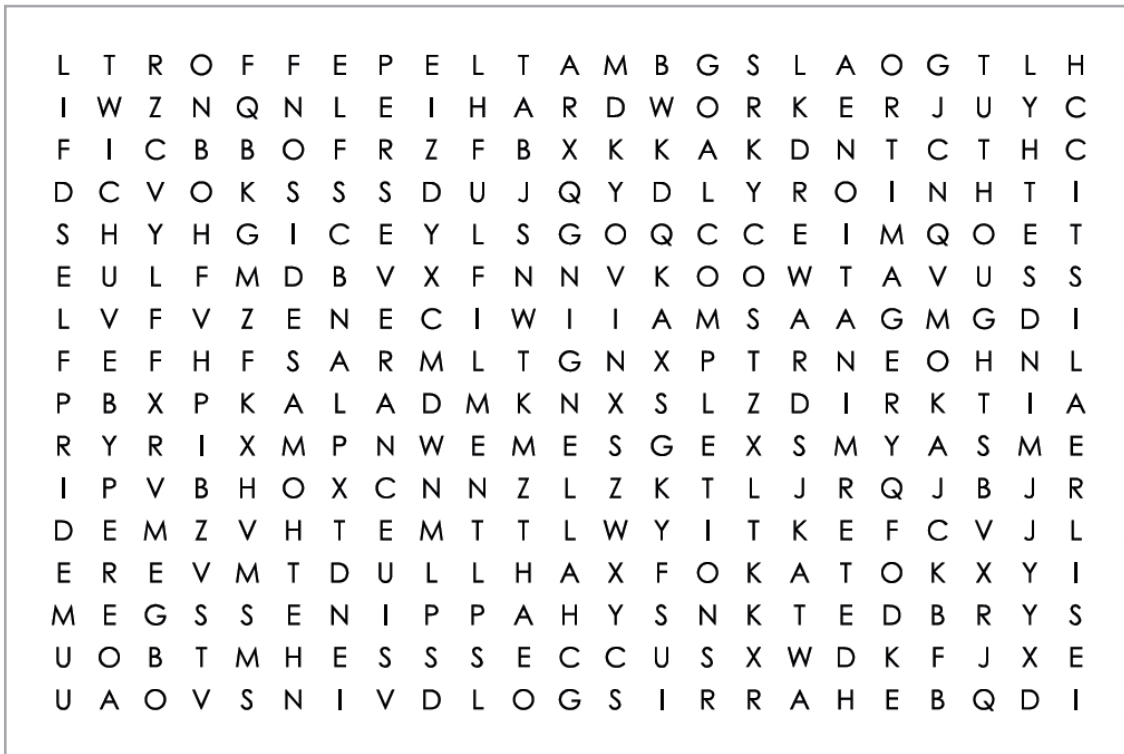 L T R O F F E P E L T A M B G S L A O G T L H
I W Z N Q N L E I H A R D W O R K E R J U Y C
F I C B B O F R Z F B X K K A K D N T C T H C
D C V O K S S S D U J Q Y D L Y R O I N H T I
S H Y H G I C E Y L S G O Q C C E I M Q O E T
E U L F M D B V X F N N V K O O W T A V U S S
L V F V Z E N E C I W I I A M S A A G M G D I
F E F H F S A R M L T G N X P T R N E O H N L
P B X P K A L A D M K N X S L Z D I R K T I A
R Y R I X M P N W E M E S G E X S M Y A S M E
I P V B H O X C N N Z L Z K T L J R Q J B J R
D E M Z V H T E M T T L W Y I T K E F C V J L
E R E V M T D U L L H A X F O K A T O K X Y I
M E G S S E N I P P A H Y S N K T E D B R Y S
U O B T M H E S S S E C C U S X W D K F J X E
U A O V S N I V D L O G S I R R A H E B Q D I